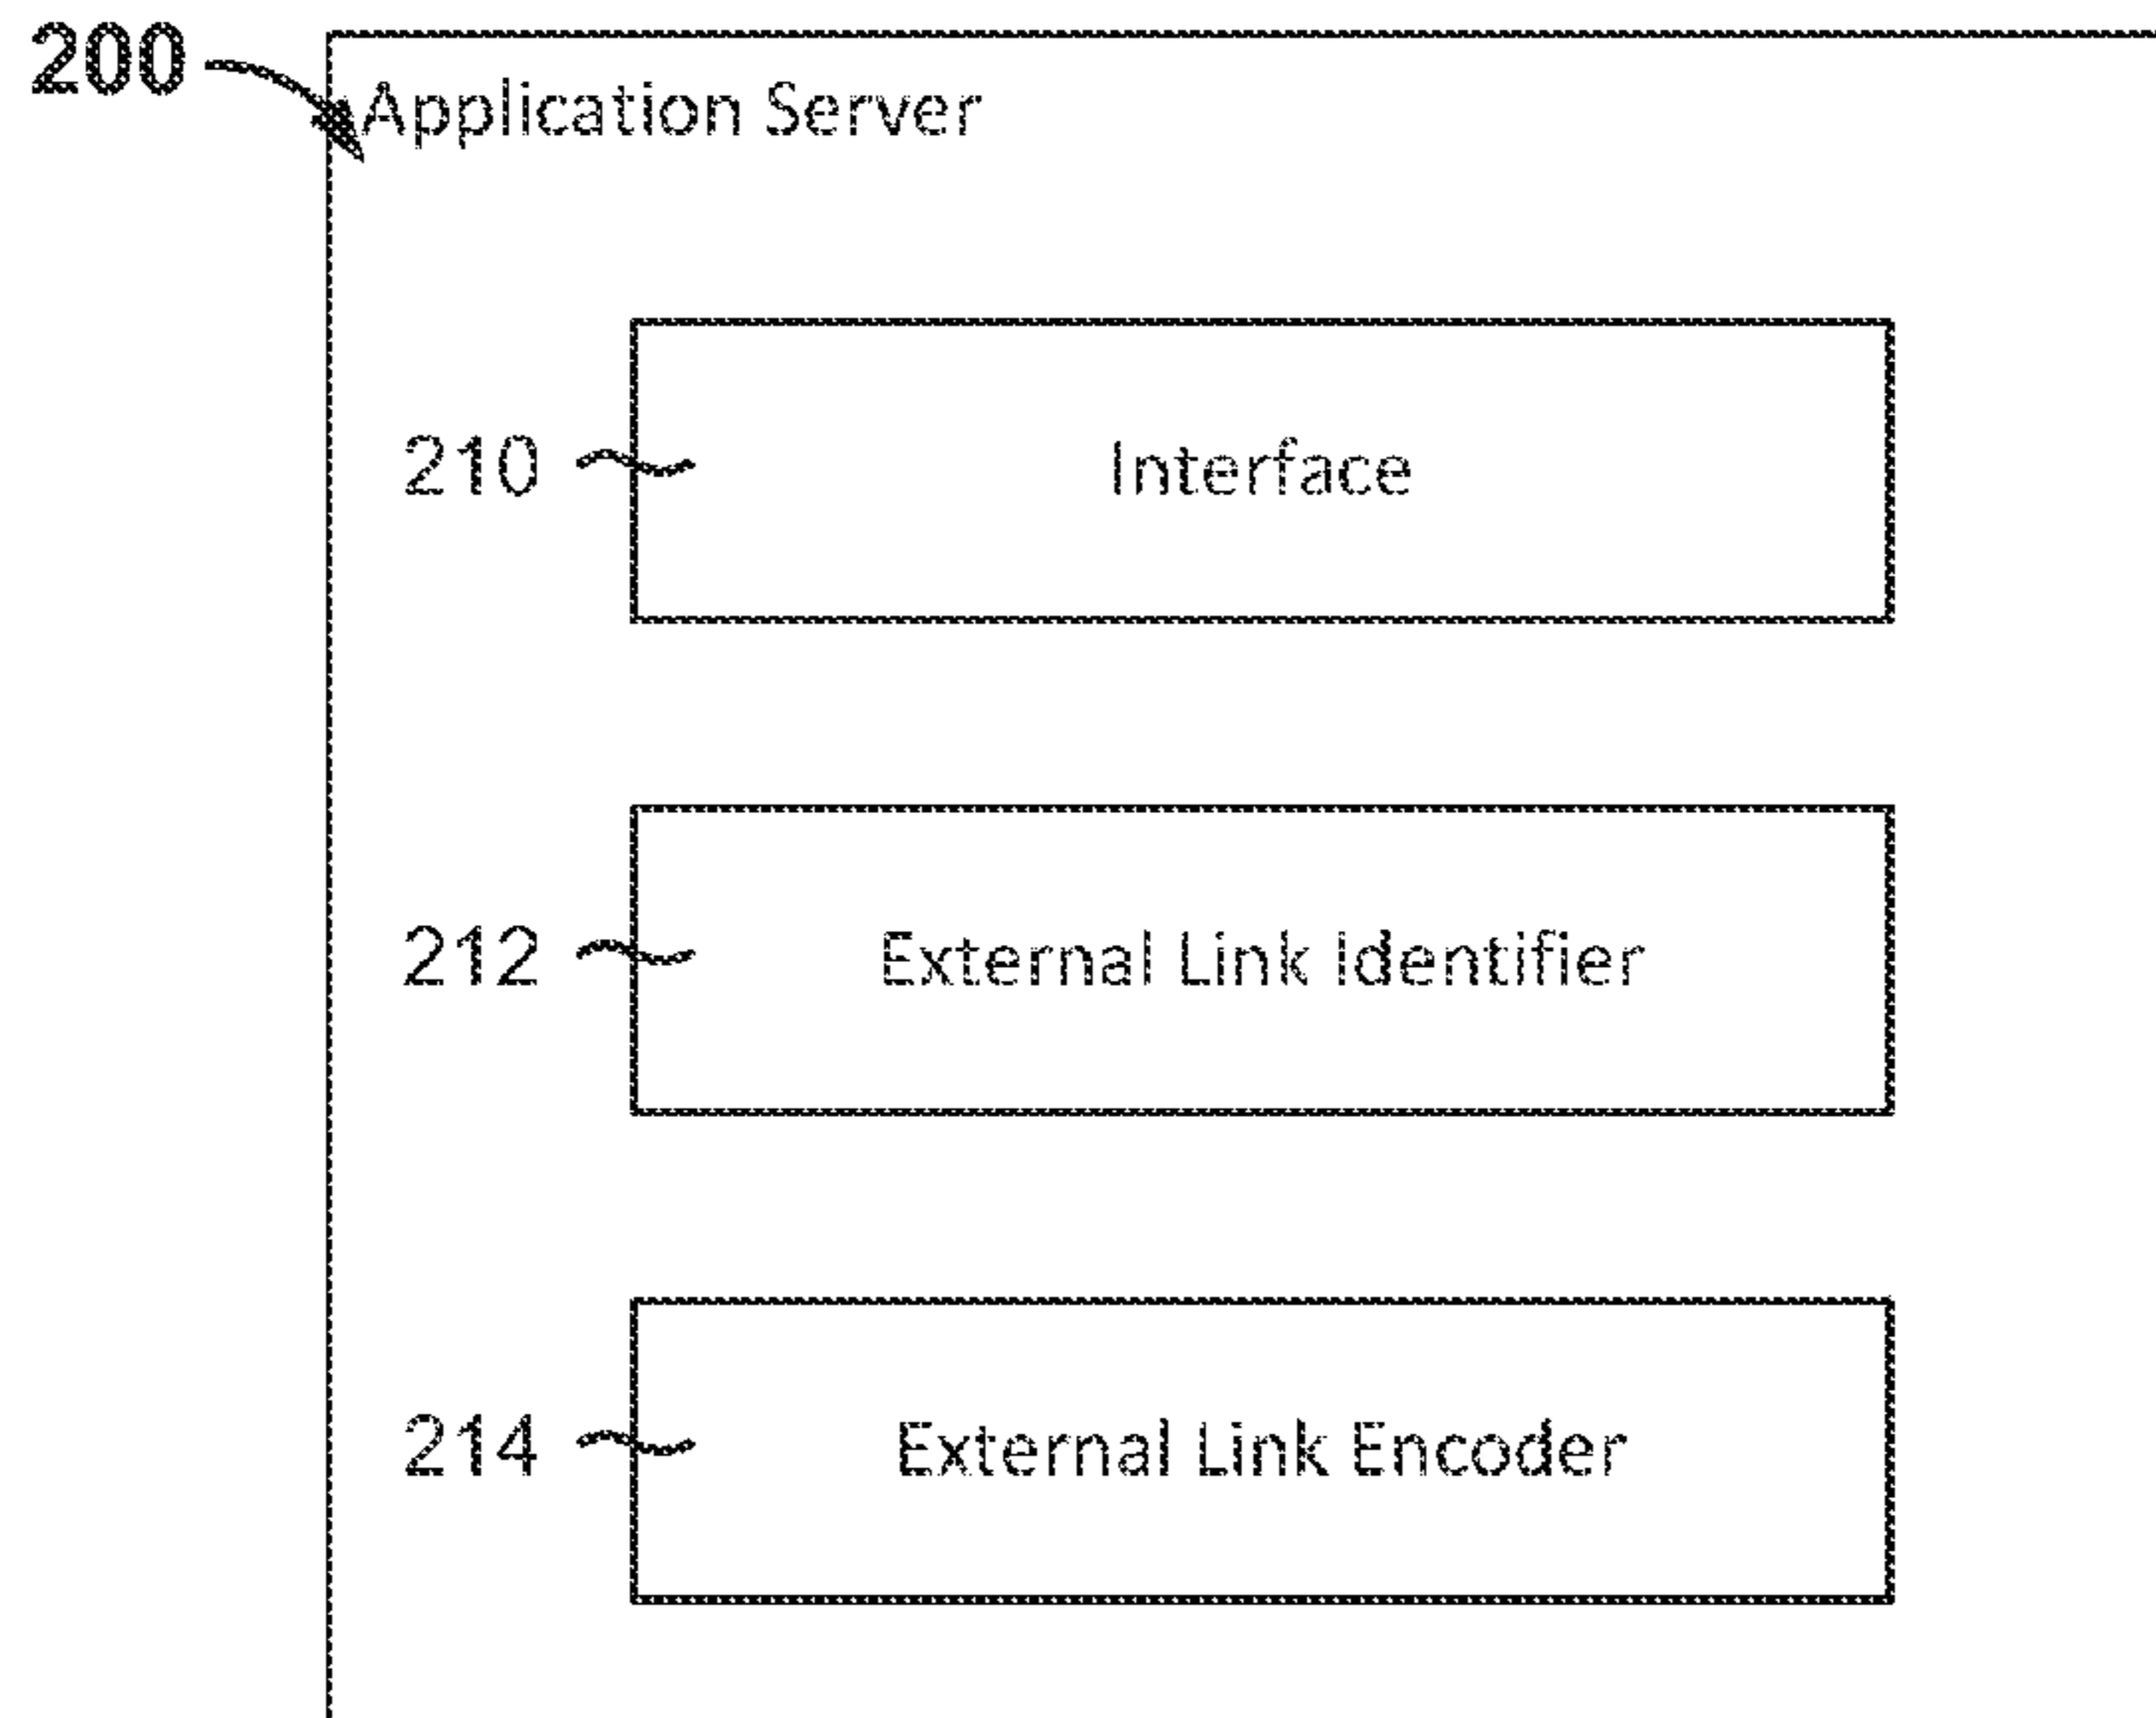 200
Application Server
210 Interface
212 External Link Identifier
214 External Link Encoder